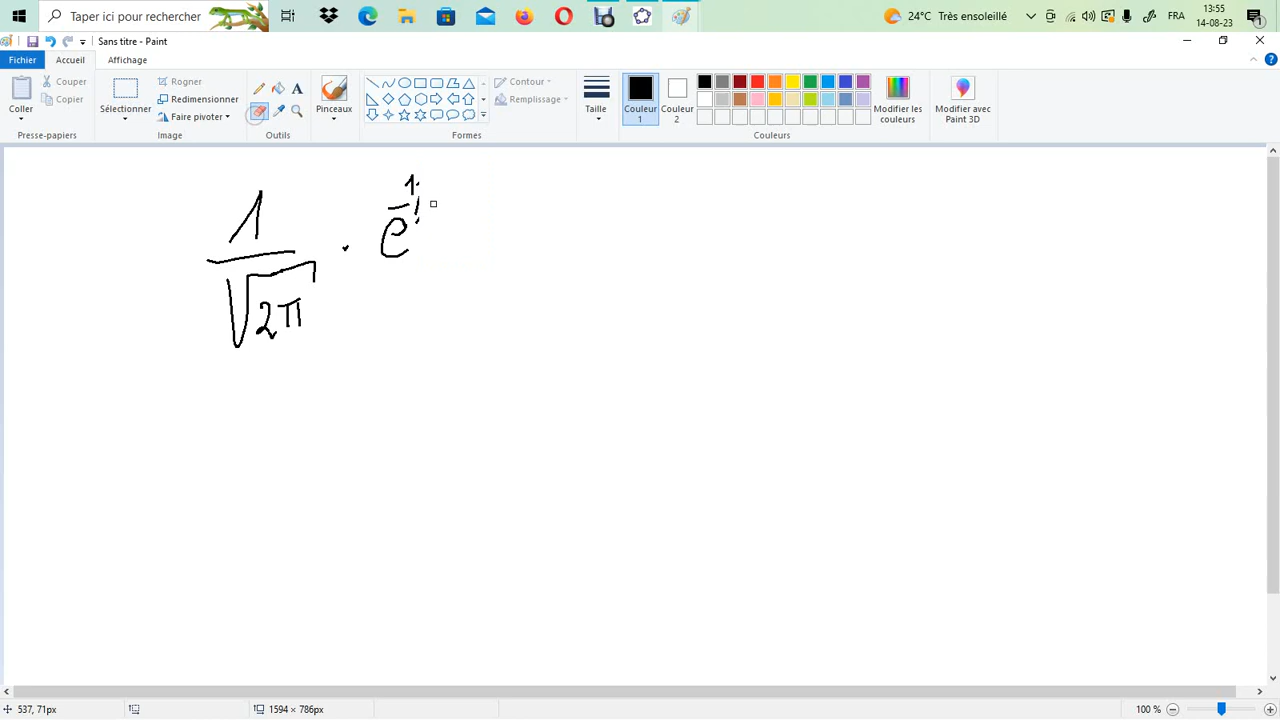 Taper ici pour rechercher 24°C Très ensoleillé FRA 13:55
14-08-23 1
Sans titre - Paint
Fichier Accueil Affichage
Coller
Couper
Copier
Presse-papiers
Sélectionner
Rogner
Redimensionner
Faire pivoter
Image
A
Outils
Pinceaux
Contour
Remplissage
Formes
Taille
Couleur
1
Couleur
2
Modifier les
couleurs
Couleurs
Modifier avec
Paint 3D
1
√2π
· e
537, 71px 1594 × 786px 100 %